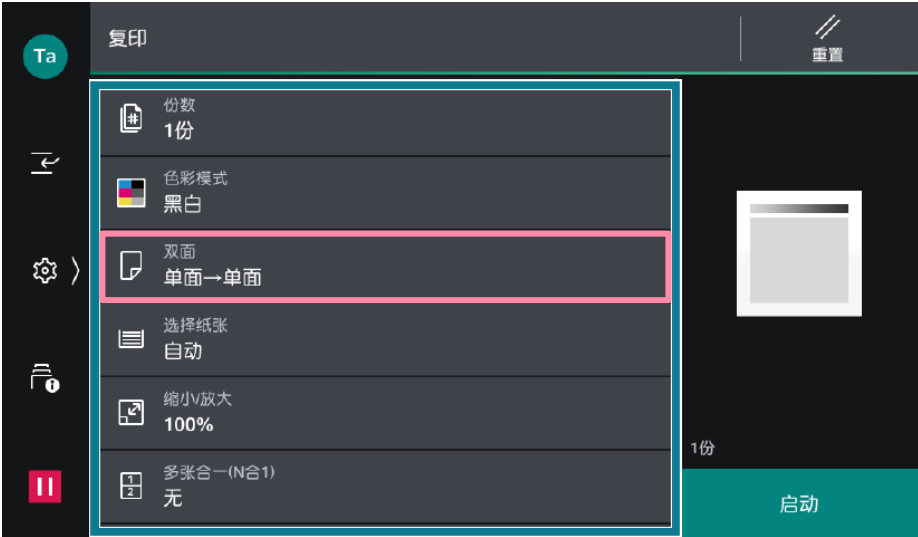 Ta
复印
重置
份数
1份
色彩模式
黑白
双面
单面→单面
选择纸张
自动
缩小/放大
100%
多张合一(N合1)
1
2
无
1份
启动